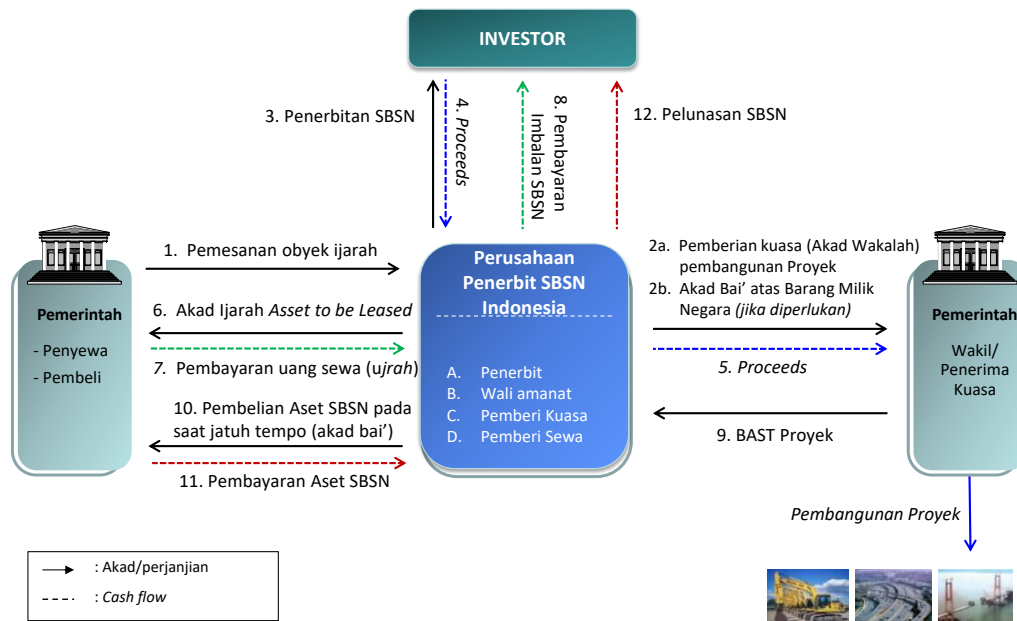 INVESTOR
3. Penerbitan SBSN
4. Proceeds
8. Pembayaran
Imbalan SBSN
12. Pelunasan SBSN
Pemerintah
- Penyewa
- Pembeli
1. Pemesanan obyek ijarah
6. Akad Ijarah Asset to be Leased
7. Pembayaran uang sewa (ujrah)
10. Pembelian Aset SBSN pada
saat jatuh tempo (akad bai’)
11. Pembayaran Aset SBSN
Perusahaan
Penerbit SBSN
Indonesia
A. Penerbit
B. Wali amanat
C. Pemberi Kuasa
D. Pemberi Sewa
2a. Pemberian kuasa (Akad Wakalah)
pembangunan Proyek
2b. Akad Bai’ atas Barang Milik
Negara (jika diperlukan)
5. Proceeds
9. BAST Proyek
Pemerintah
Wakil/
Penerima
Kuasa
Pembangunan Proyek
: Akad/perjanjian
: Cash flow